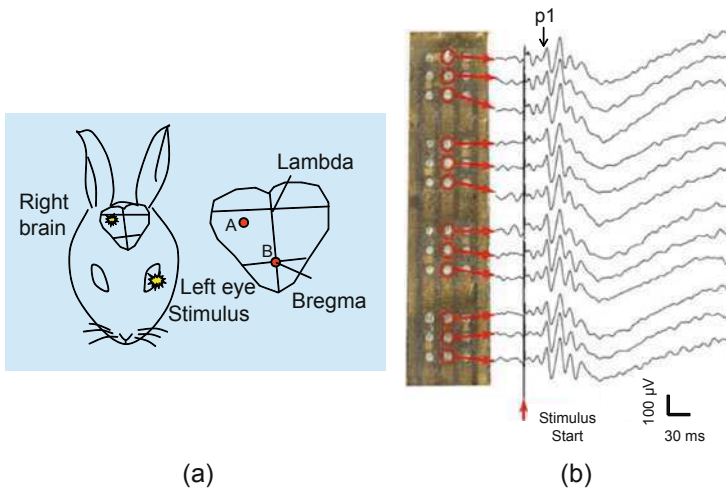 Right
brain
Lambda
A
B
Left eye
Stimulus
Bregma
(a)
p1
100 µV
30 ms
Stimulus
Start
(b)